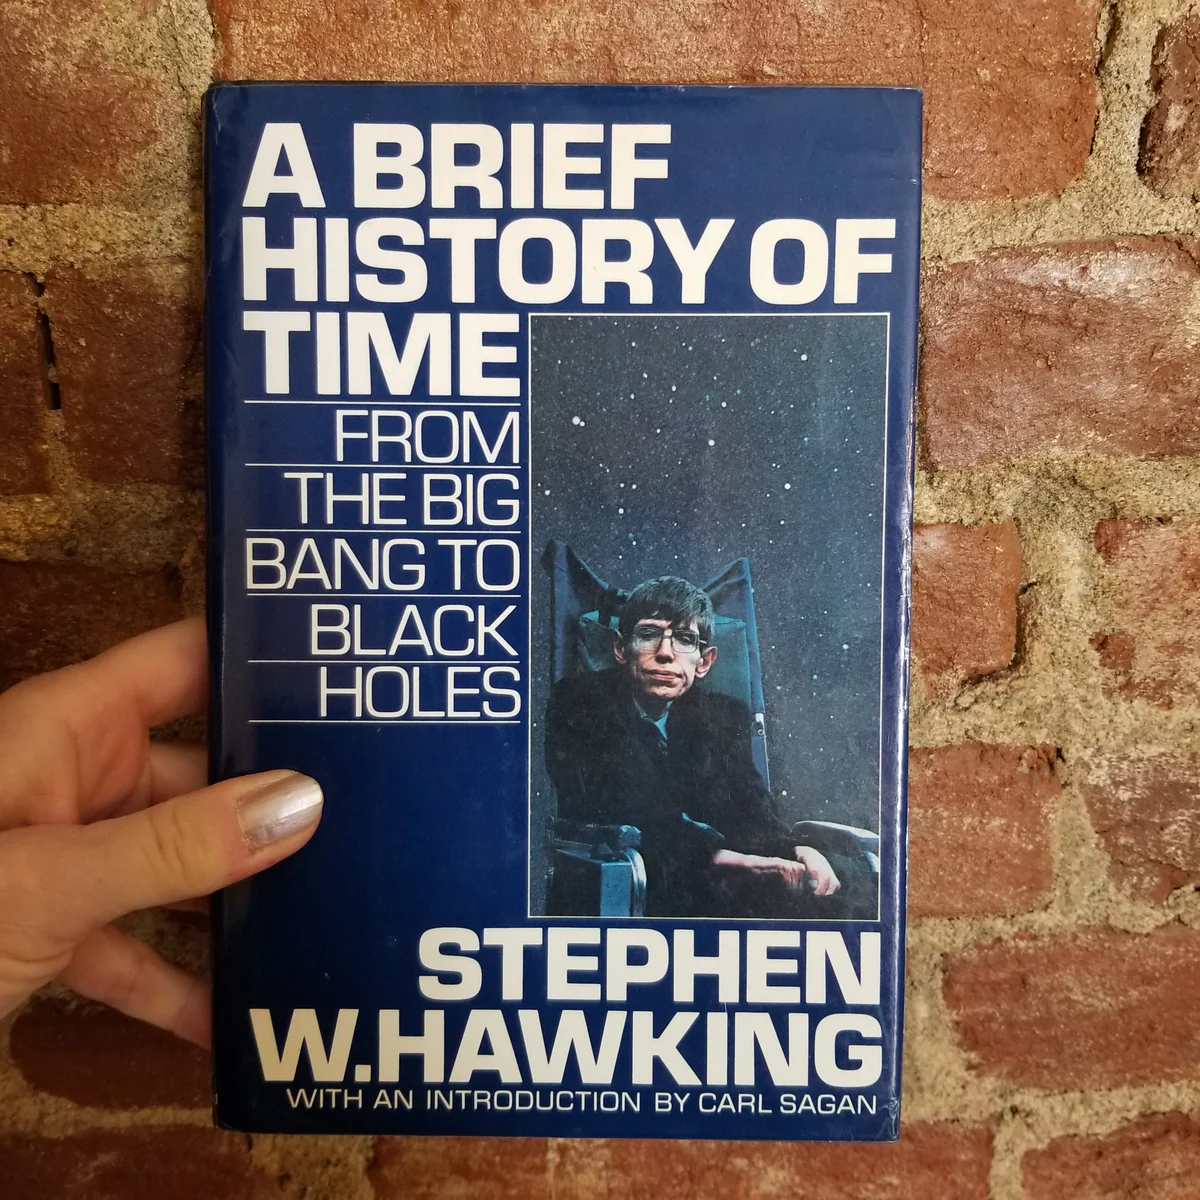 A BRIEF
HISTORY OF
TIME
FROM
THE BIG
BANG TO
BLACK
HOLES
STEPHEN
W. HAWKING
WITH AN INTRODUCTION BY CARL SAGAN